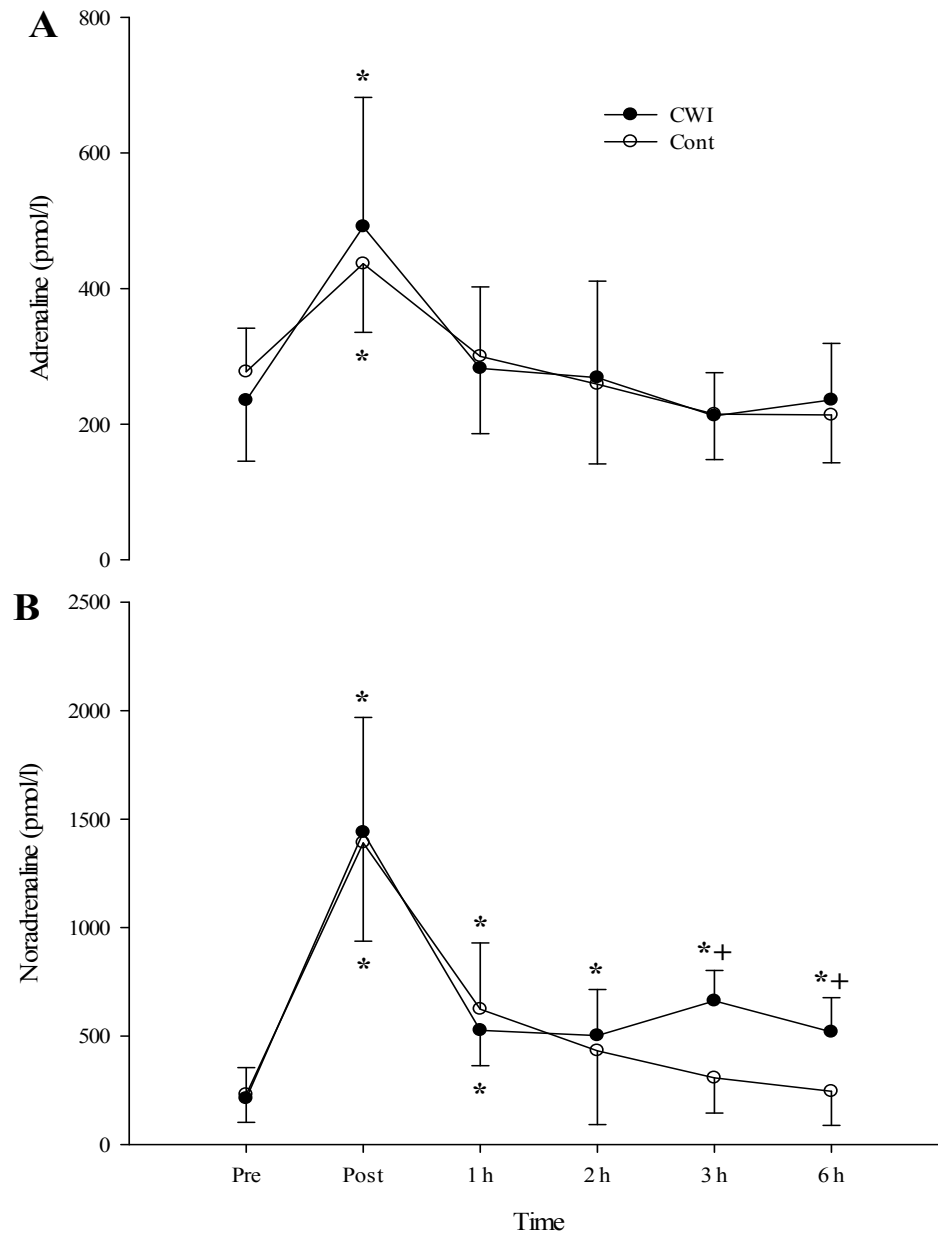 A
800
600
400
200
0
Adrenaline (pmol/l)
*
*
CWI
Cont
B
2500
2000
1500
1000
500
0
Noradrenaline (pmol/l)
*
*
*
*
*
*+
*+
Pre Post 1 h 2 h 3 h 6 h
Time